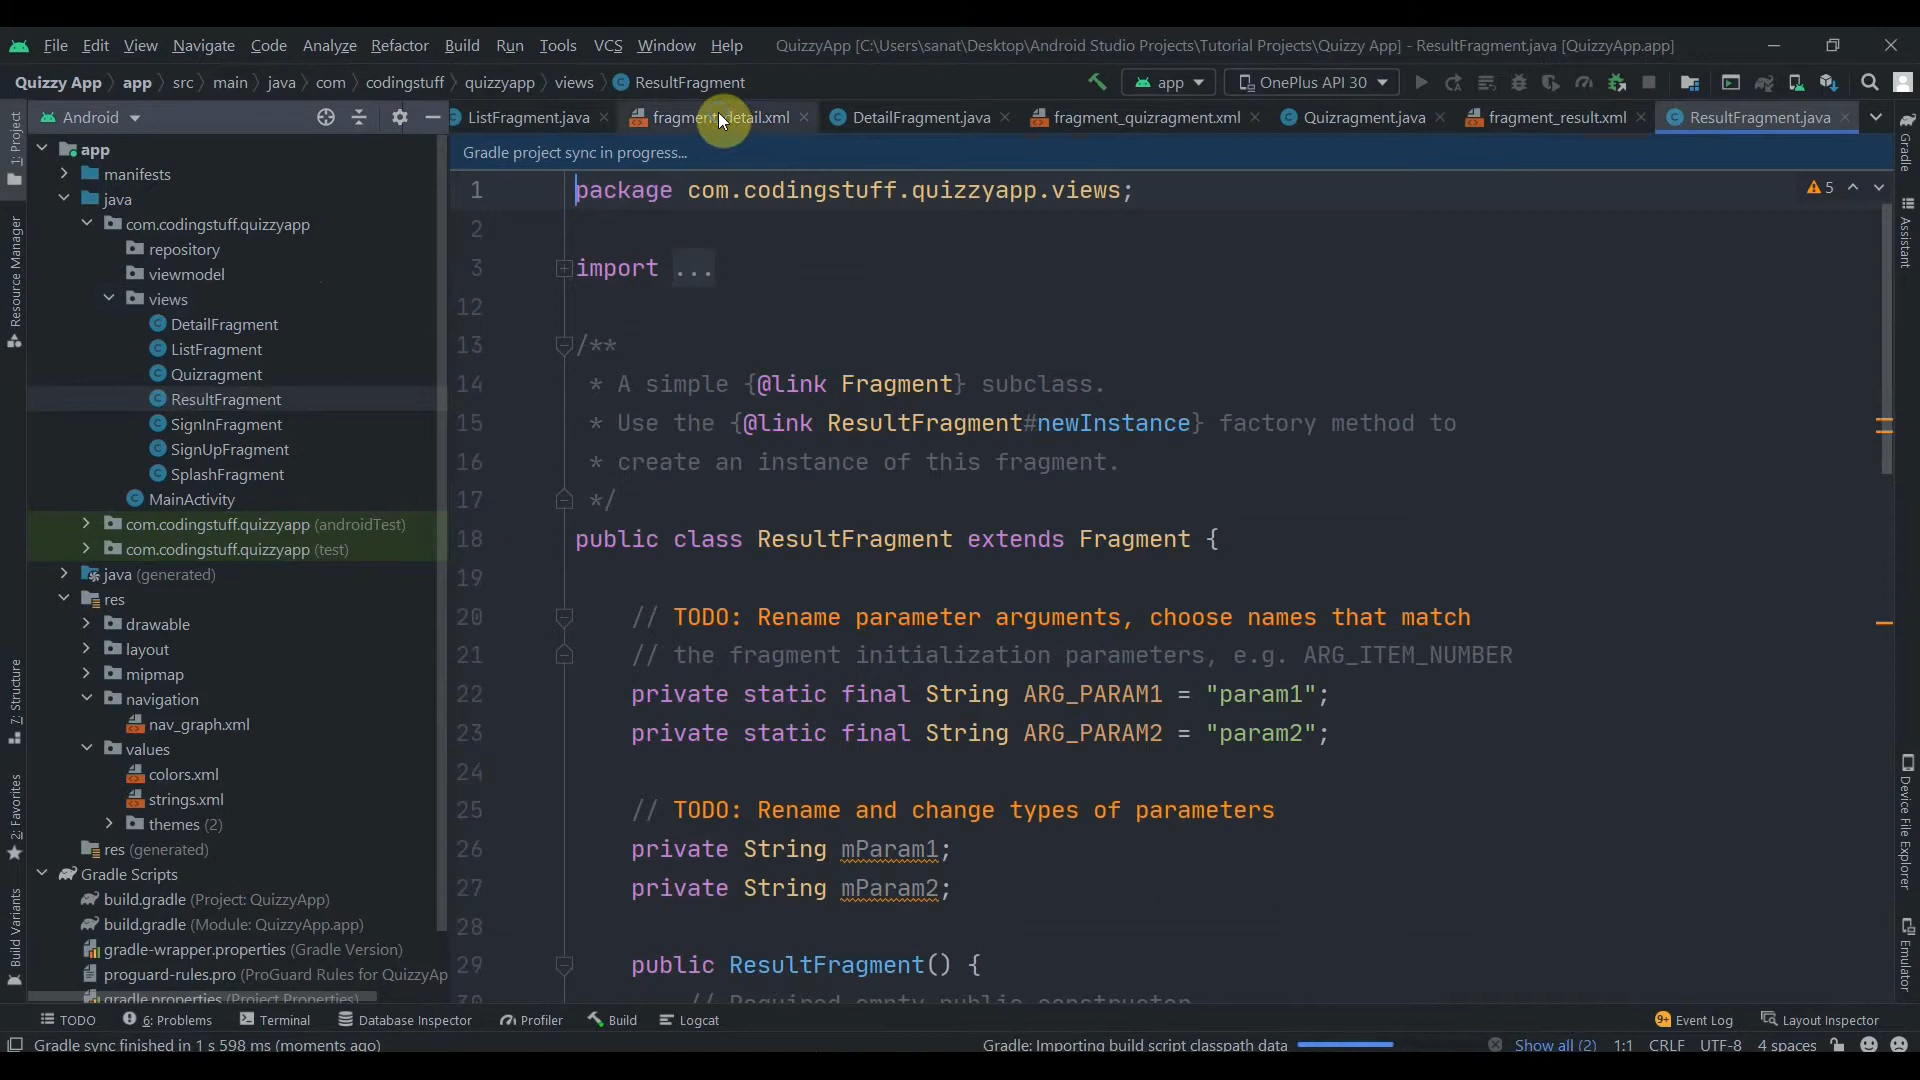 File Edit View Navigate Code Analyze Refactor Build Run Tools VCS Window Help QuizzyApp [C:\Users\sanat\Desktop\Android Studio Projects\Tutorial Projects\Quizzy App] - ResultFragment.java [QuizzyApp.app]
Quizzy App app src main java com codingstuff quizzyapp views ResultFragment app OnePlus API 30
Android ListFragment.java DetailFragment.java fragment_quizragment.xml Quizragment.java fragment_result.xml ResultFragment.java
Gradle project sync in progress...
app
manifests
java
com.codingstuff.quizzyapp
repository
viewmodel
views
DetailFragment
ListFragment
Quizragment
ResultFragment
SignInFragment
SignUpFragment
SplashFragment
MainActivity
com.codingstuff.quizzyapp (androidTest)
com.codingstuff.quizzyapp (test)
java (generated)
res
drawable
layout
mipmap
navigation
nav_graph.xml
values
colors.xml
strings.xml
themes (2)
res (generated)
Gradle Scripts
build.gradle (Project: QuizzyApp)
build.gradle (Module: QuizzyApp.app)
gradle-wrapper.properties (Gradle Version)
proguard-rules.pro (ProGuard Rules for QuizzyAp
gradle.properties (Project Properties)
1 package com.codingstuff.quizzyapp.views; 5
2
3 import ...
12
13 /**
14 * A simple {@link Fragment} subclass.
15 * Use the {@link ResultFragment#newInstance} factory method to
16 * create an instance of this fragment.
17 */
18 public class ResultFragment extends Fragment {
19
20 // TODO: Rename parameter arguments, choose names that match
21 // the fragment initialization parameters, e.g. ARG_ITEM_NUMBER
22 private static final String ARG_PARAM1 = "param1";
23 private static final String ARG_PARAM2 = "param2";
24
25 // TODO: Rename and change types of parameters
26 private String mParam1;
27 private String mParam2;
28
29 public ResultFragment() {
30 // Required empty public constructor
1: Project
Resource Manager
7: Structure
2: Favorites
Build Variants
Gradle
Assistant
Device File Explorer
Emulator
TODO 6: Problems Terminal Database Inspector Profiler Build Logcat 9+ Event Log Layout Inspector
Gradle sync finished in 1 s 598 ms (moments ago) Gradle: Importing build script classpath data Show all (2) 1:1 CRLF UTF-8 4 spaces